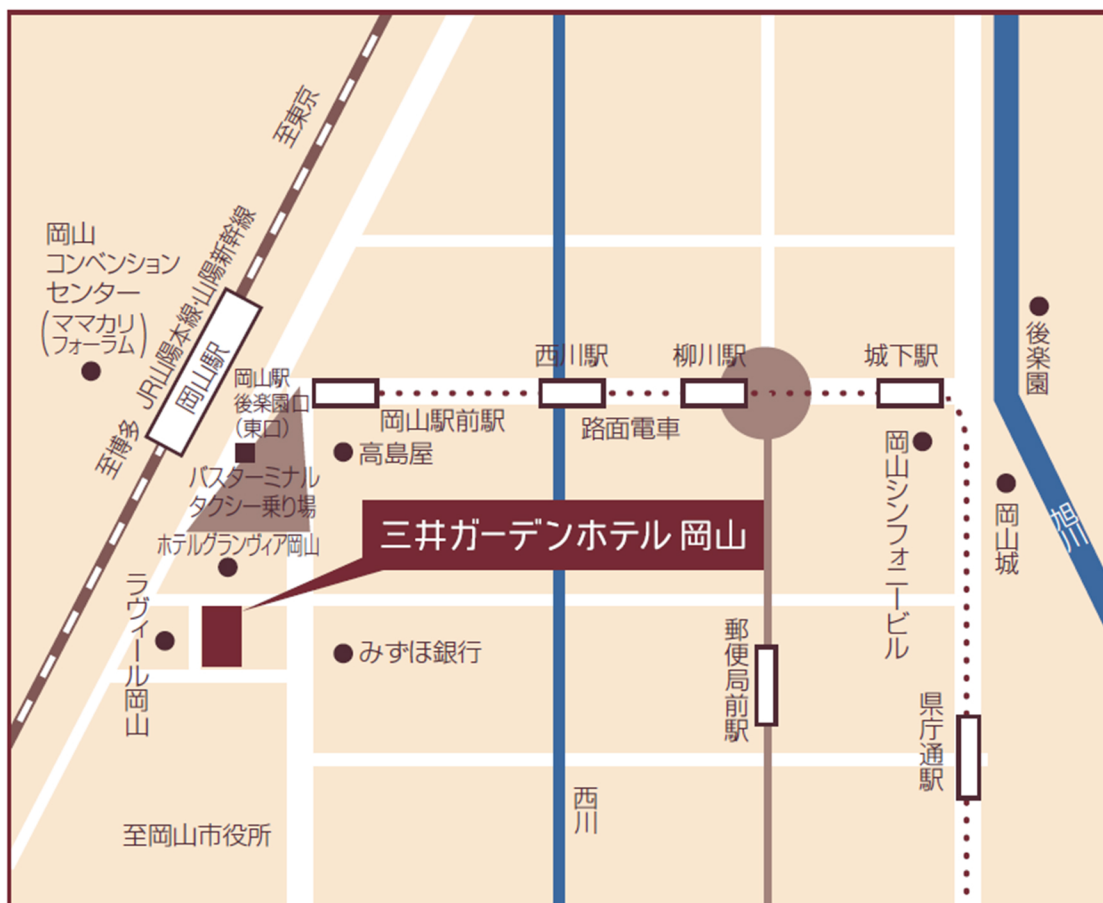 至東京
岡山
コンベンション
センター
(ママカリ
フォーラム)
JR山陽本線・山陽新幹線
至博多
岡山駅
岡山駅
後楽園口
(東口)
バスターミナル
タクシー乗り場
ホテルグランヴィア岡山
岡山駅前駅
高島屋
西川駅
路面電車
柳川駅
城下駅
後楽園
岡山シンフォニービル
岡山城
旭川
三井ガーデンホテル 岡山
ラヴィール岡山
みずほ銀行
郵便局前駅
県庁通駅
西川
至岡山市役所